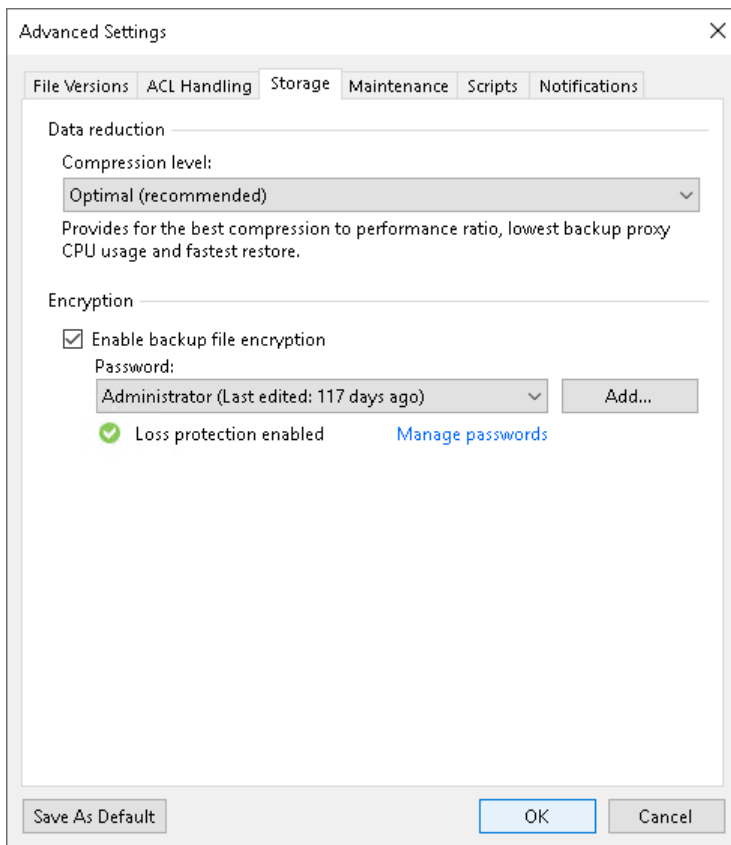 Advanced Settings
File Versions ACL Handling Storage Maintenance Scripts Notifications
Data reduction
Compression level:
Optimal (recommended)
Provides for the best compression to performance ratio, lowest backup proxy
CPU usage and fastest restore.
Encryption
Enable backup file encryption
Password:
Administrator (Last edited: 117 days ago) Add...
Loss protection enabled Manage passwords
Save As Default OK Cancel